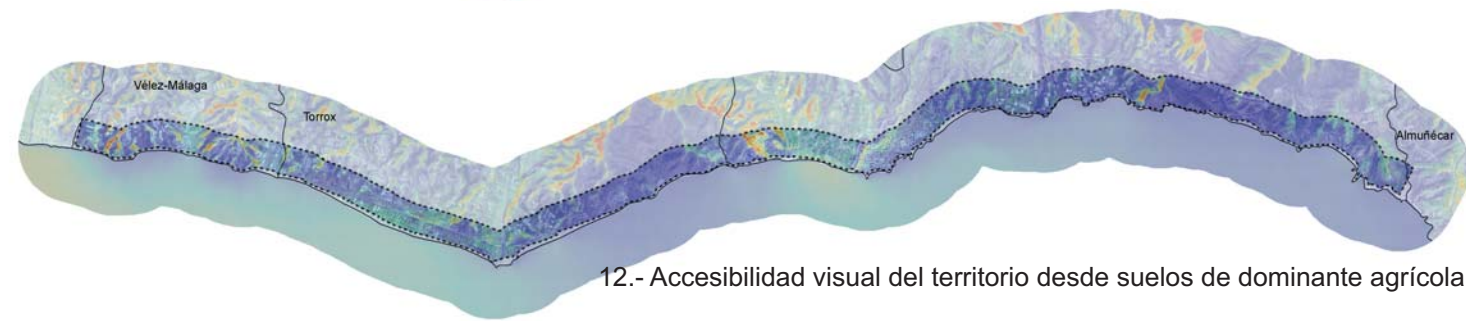 Vélez-Málaga
Torrox
Almuñécar
12.- Accesibilidad visual del territorio desde suelos de dominante agrícola